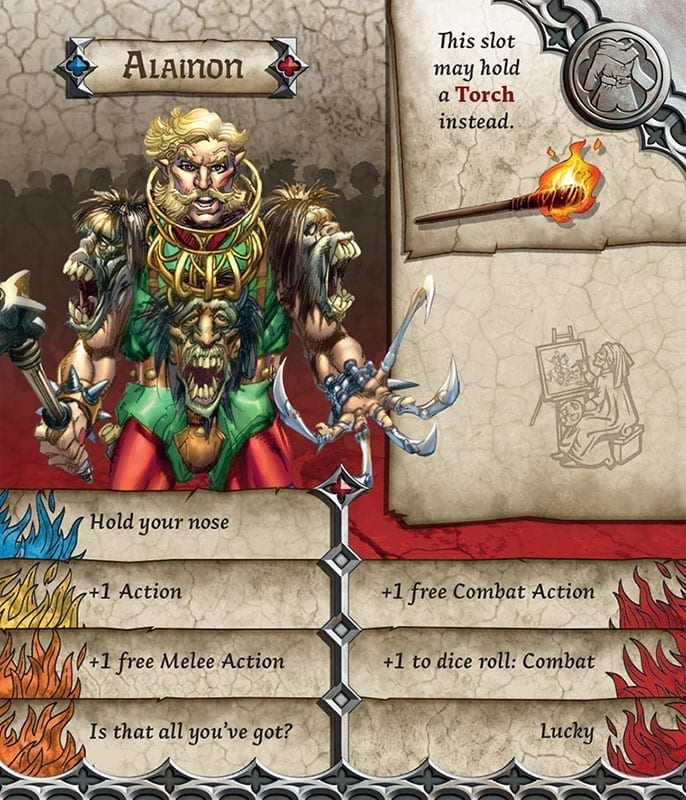 Alainon
This slot
may hold
a Torch
instead.
Hold your nose
+1 Action
+1 free Combat Action
+1 free Melee Action
+1 to dice roll: Combat
Is that all you've got?
Lucky